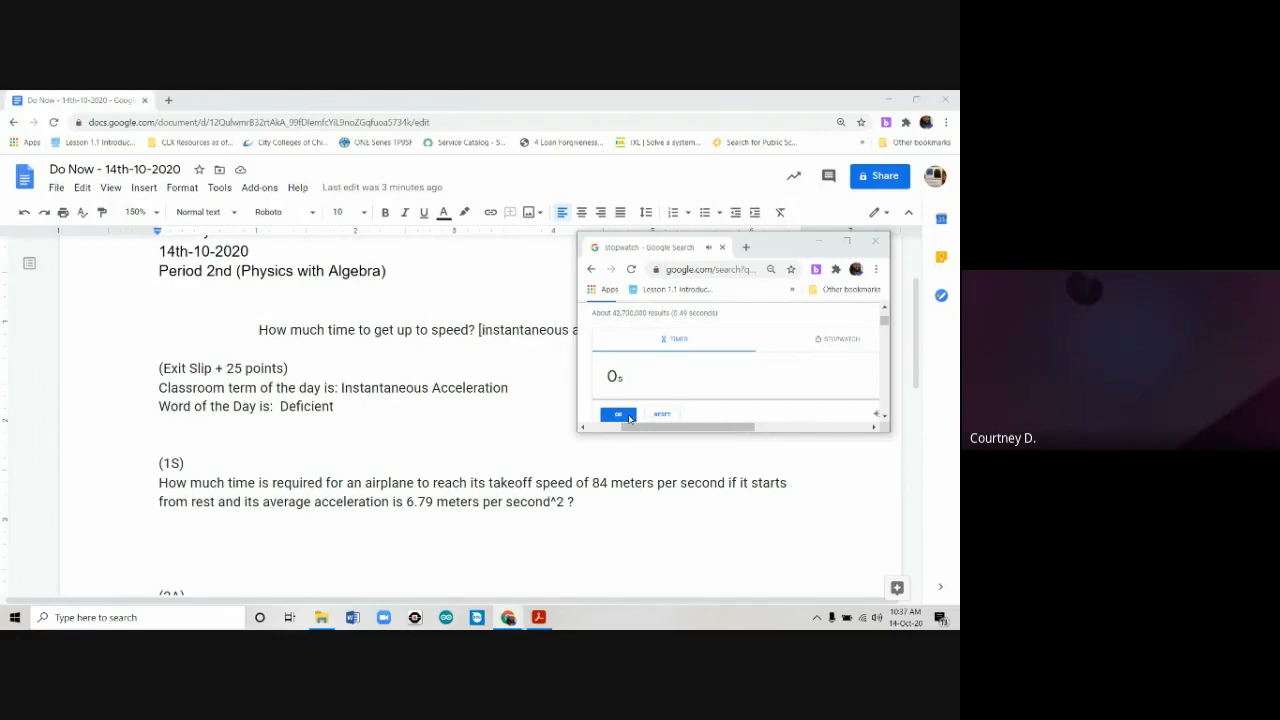 Do Now - 14th-10-2020 - Googl
docs.google.com/document/d/
Apps
Lesson 1.1 Introduc...
CLX Resources as of...
City Colleges of Chi...
ONE Series TP9SF
Service Catalog - S...
4 Loan Forgiveness...
IXL | Solve a system...
Search for Public Sc...
»
Other bookmarks
Do Now - 14th-10-2020
File Edit View Insert Format Tools Add-ons Help Last edit was 3 minutes ago
Share
150% Normal text Roboto 10 B I U A
14th-10-2020
Period 2nd (Physics with Algebra)
How much time to get up to speed? [instantaneous a
(Exit Slip + 25 points)
Classroom term of the day is: Instantaneous Acceleration
Word of the Day is: Deficient
(1S)
How much time is required for an airplane to reach its takeoff speed of 84 meters per second if it starts
from rest and its average acceleration is 6.79 meters per second^2 ?
(2A)
stopwatch - Google Search
google.com/search?q...
Apps Lesson 1.1 Introduc... » Other bookmarks
About 42,700,000 results (0.49 seconds)
TIMER STOPWATCH
0s
OK RESET
Courtney D.
Type here to search
10:37 AM
14-Oct-20